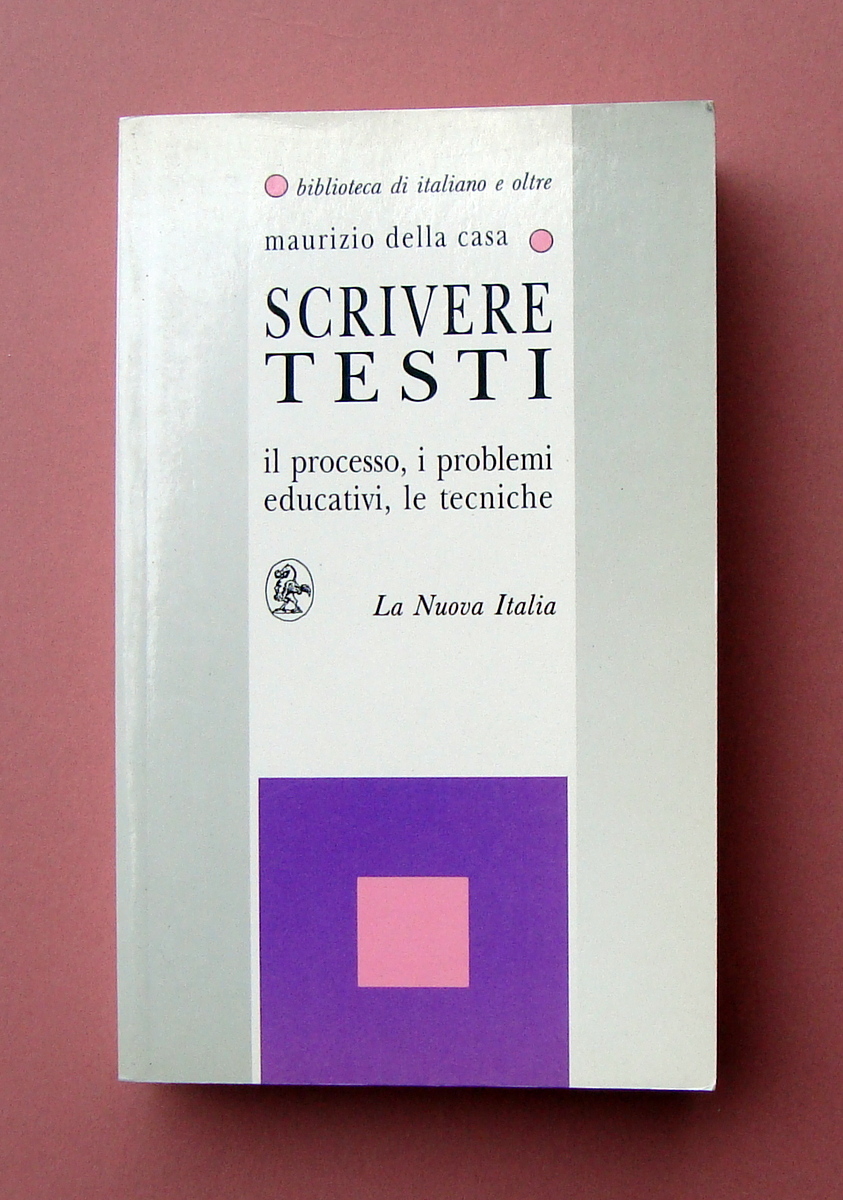 biblioteca di italiano e oltre
maurizio della casa
SCRIVERE
TESTI
il processo, i problemi
educativi, le tecniche
La Nuova Italia